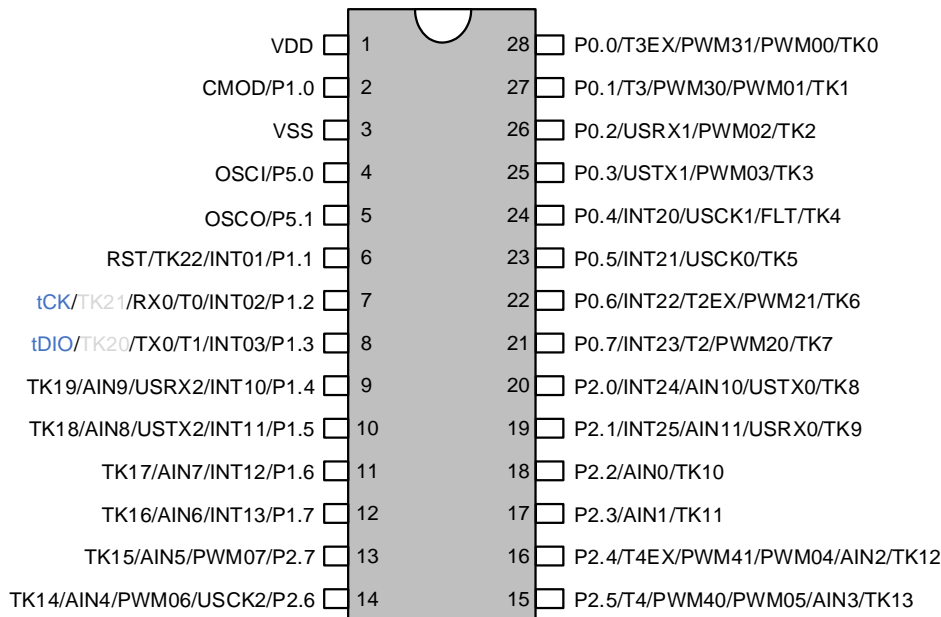 VDD 1 28 P0.0/T3EX/PWM31/PWM00/TK0
CMOD/P1.0 2 27 P0.1/T3/PWM30/PWM01/TK1
VSS 3 26 P0.2/USRX1/PWM02/TK2
OSCI/P5.0 4 25 P0.3/USTX1/PWM03/TK3
OSCO/P5.1 5 24 P0.4/INT20/USCK1/FLT/TK4
RST/TK22/INT01/P1.1 6 23 P0.5/INT21/USCK0/TK5
tCK/TK21/RX0/T0/INT02/P1.2 7 22 P0.6/INT22/T2EX/PWM21/TK6
tDIO/TK20/TX0/T1/INT03/P1.3 8 21 P0.7/INT23/T2/PWM20/TK7
TK19/AIN9/USRX2/INT10/P1.4 9 20 P2.0/INT24/AIN10/USTX0/TK8
TK18/AIN8/USTX2/INT11/P1.5 10 19 P2.1/INT25/AIN11/USRX0/TK9
TK17/AIN7/INT12/P1.6 11 18 P2.2/AIN0/TK10
TK16/AIN6/INT13/P1.7 12 17 P2.3/AIN1/TK11
TK15/AIN5/PWM07/P2.7 13 16 P2.4/T4EX/PWM41/PWM04/AIN2/TK12
TK14/AIN4/PWM06/USCK2/P2.6 14 15 P2.5/T4/PWM40/PWM05/AIN3/TK13